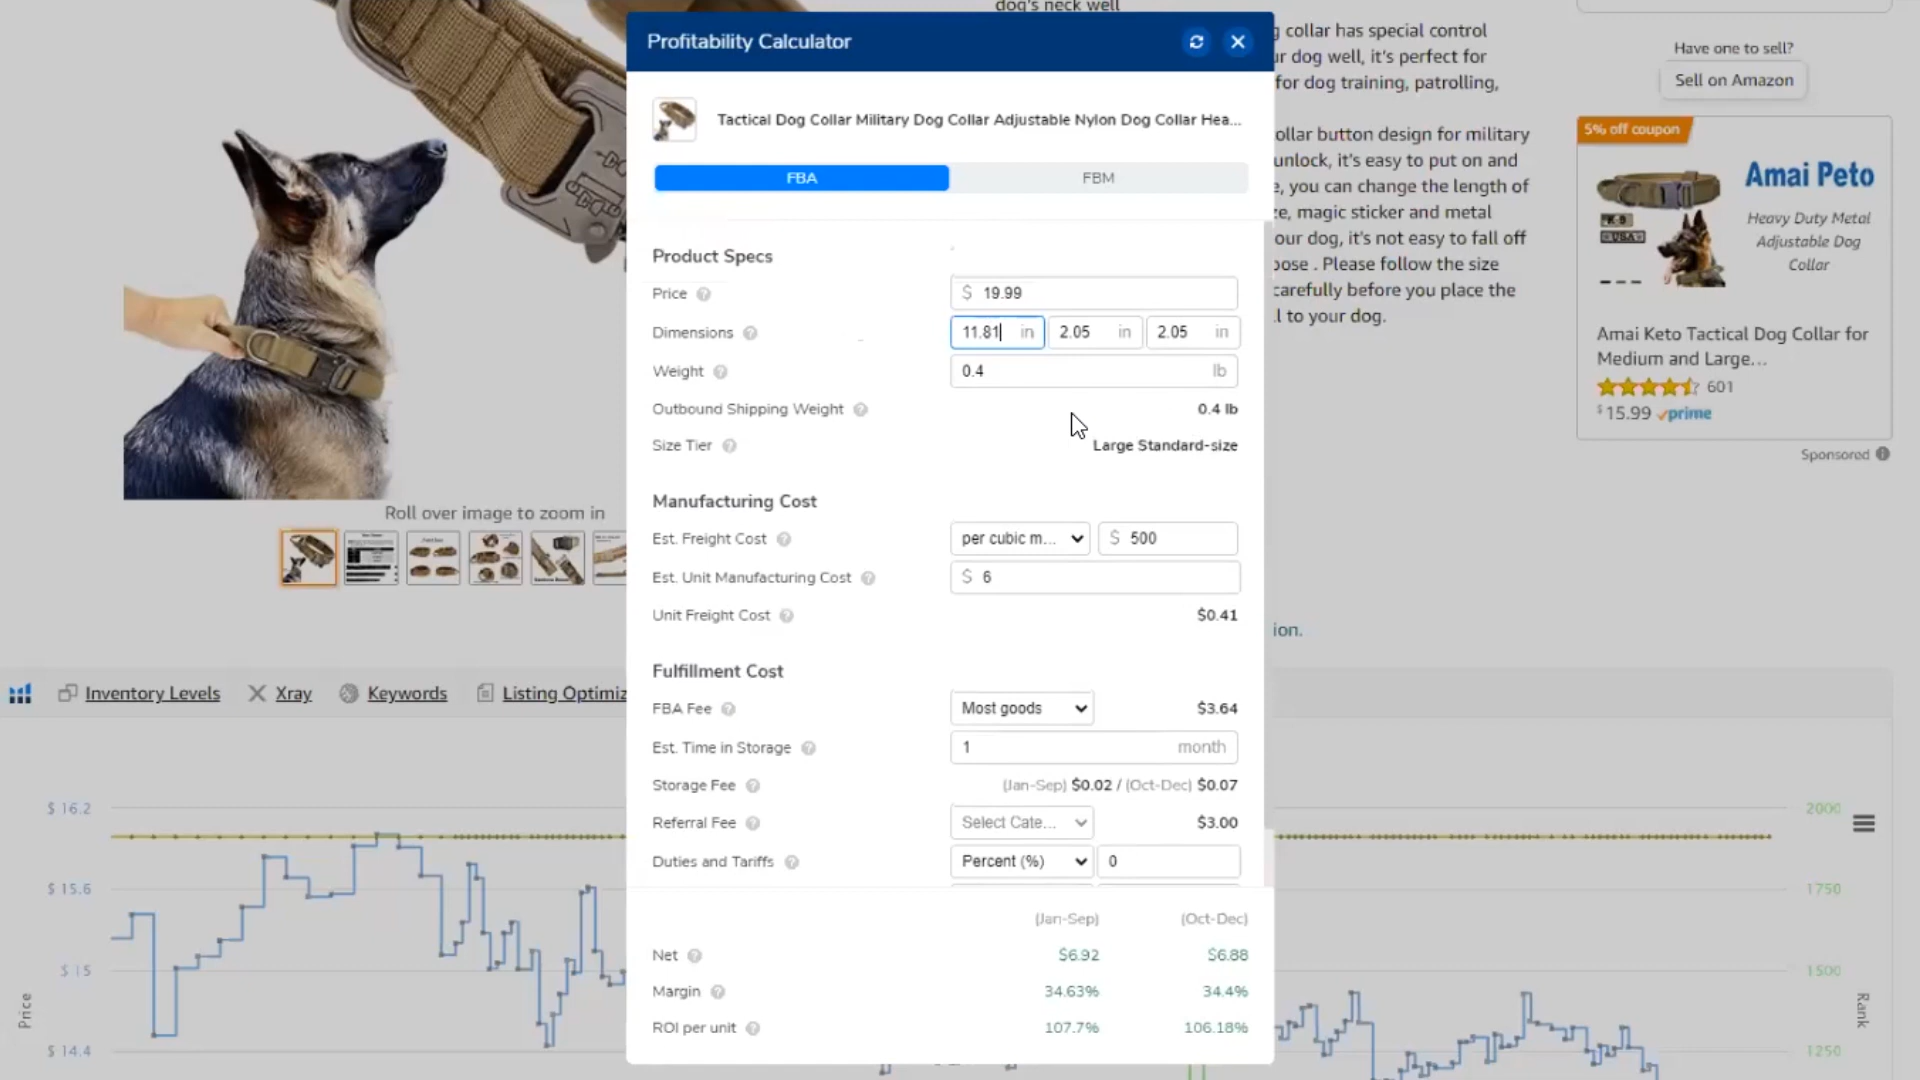 dog's neck well
g collar has special control
ur dog well, it's perfect for
for dog training, patrolling,
ollar button design for military
unlock, it's easy to put on and
e, you can change the length of
ze, magic sticker and metal
our dog, it's not easy to fall off
pose . Please follow the size
carefully before you place the
l to your dog.
ion.
Have one to sell?
Sell on Amazon
5% off coupon
Amai Peto
Heavy Duty Metal
Adjustable Dog
Collar
K-9
USA
Amai Keto Tactical Dog Collar for
Medium and Large...
601
$15.99 prime
Sponsored
Roll over image to zoom in
Profitability Calculator
Tactical Dog Collar Military Dog Collar Adjustable Nylon Dog Collar Hea...
FBA FBM
Product Specs
Price $ 19.99
Dimensions 11.81 in 2.05 in 2.05 in
Weight 0.4 lb
Outbound Shipping Weight 0.4 lb
Size Tier Large Standard-size
Manufacturing Cost
Est. Freight Cost per cubic m... $ 500
Est. Unit Manufacturing Cost $ 6
Unit Freight Cost $0.41
Fulfillment Cost
FBA Fee Most goods $3.64
Est. Time in Storage 1 month
Storage Fee (Jan-Sep) $0.02 / (Oct-Dec) $0.07
Referral Fee Select Cate... $3.00
Duties and Tariffs Percent (%) 0
(Jan-Sep) (Oct-Dec)
Net $6.92 $6.88
Margin 34.63% 34.4%
ROI per unit 107.7% 106.18%
Inventory Levels Xray Keywords Listing Optimiz
$ 16.2
$ 15.6
$ 15
$ 14.4
Price
2000
1750
1500
1250
Rank